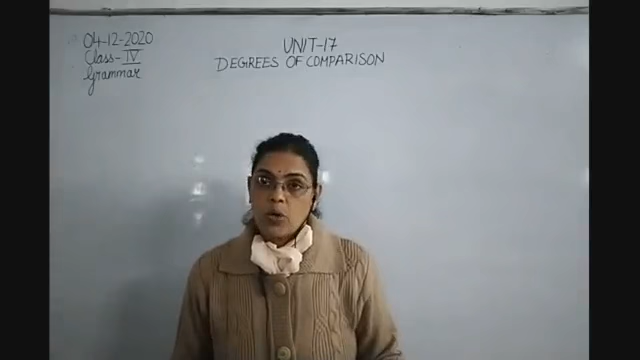 04-12-2020
Class-IV
Grammar
UNIT-17
DEGREES OF COMPARISON